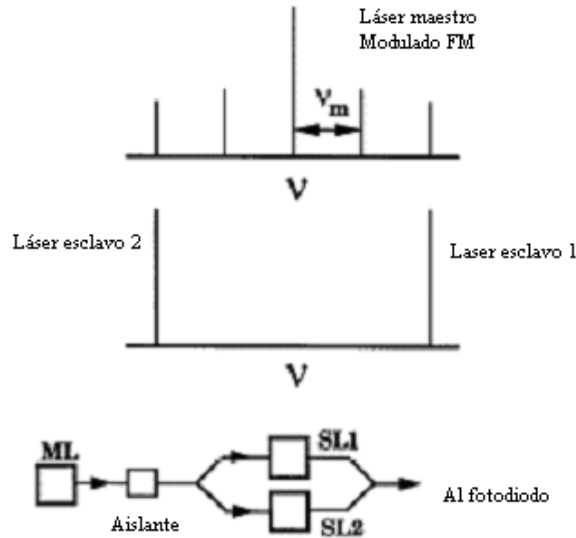 Láser maestro
Modulado FM
νm
ν
Láser esclavo 2
Laser esclavo 1
ν
ML
SL1
Aislante
SL2
Al fotodiodo